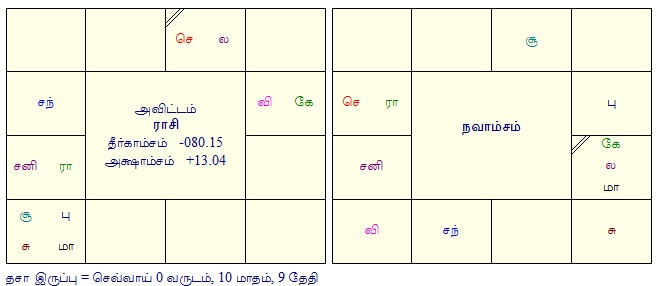 செ ல
சூ
சந்
வி கே
செ ரா
பு
அவிட்டம்
ராசி
தீர்காம்சம் -080.15
அக்ஷாம்சம் +13.04
நவாம்சம்
சனி ரா
சனி
கே
ல
மா
சூ பு
சு மா
வி
சந்
சு
தசா இருப்பு = செவ்வாய் 0 வருடம், 10 மாதம், 9 தேதி